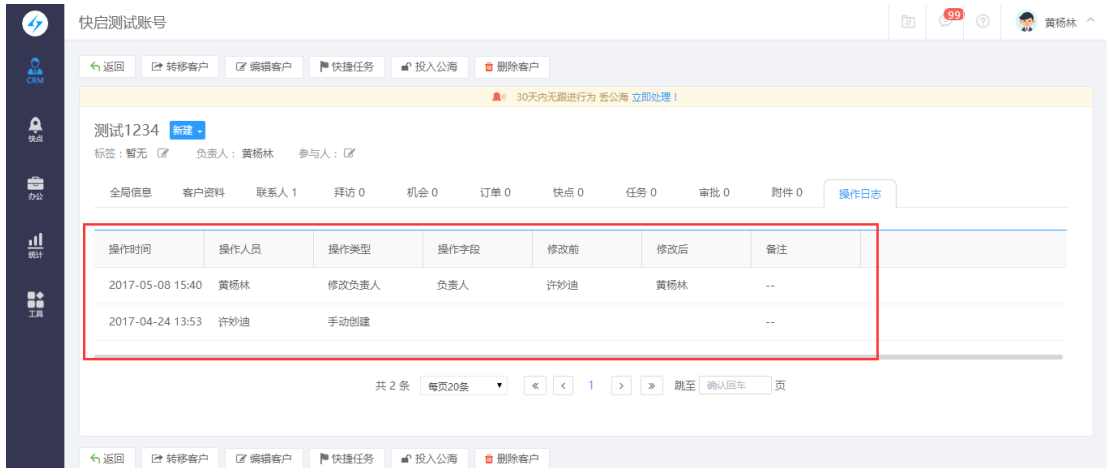 快启测试账号 99 黄杨林
CRM
快点
办公
统计
工具
返回 转移客户 编辑客户 快捷任务 投入公海 删除客户
30天内无跟进行为 丢公海 立即处理！
测试1234 新建
标签：暂无 负责人：黄杨林 参与人：
全局信息 客户资料 联系人 1 拜访 0 机会 0 订单 0 快点 0 任务 0 审批 0 附件 0 操作日志
操作时间 操作人员 操作类型 操作字段 修改前 修改后 备注
2017-05-08 15:40 黄杨林 修改负责人 负责人 许妙迪 黄杨林 --
2017-04-24 13:53 许妙迪 手动创建 --
共 2 条 每页20条 « < 1 > » 跳至 确认回车 页
返回 转移客户 编辑客户 快捷任务 投入公海 删除客户